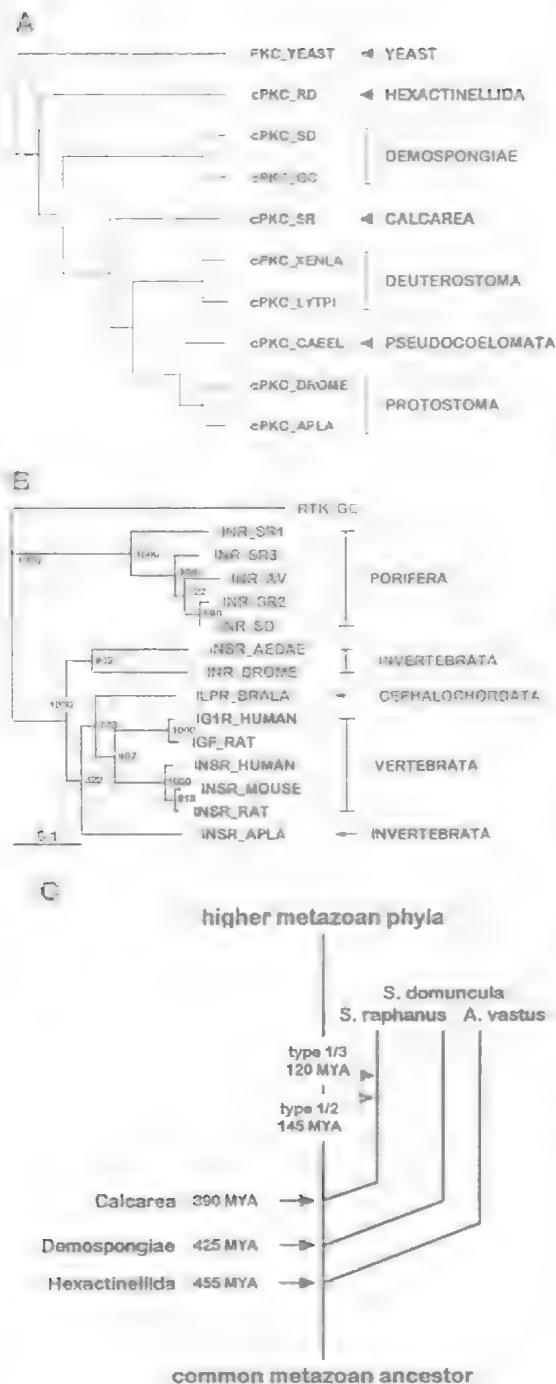 A
PKC_YEAST YEAST
cPKC_RD HEXACTINELLIDA
cPKC_SD
DEMOSPONGIAE
cPKC_GC
cPKC_SR CALCAREA
cPKC_XENLA
DEUTEROSTOMA
cPKC_LYTPI
cPKC_CAEEL PSEUDOCOELOMATA
cPKC_DROME
PROTOSTOMA
cPKC_APLA
B
RTK_GC
INR_SR1
INR_SR3
INR_AV
PORIFERA
INR_SR2
INR_SD
INSR_AEDAE
INVERTEBRATA
INR_DROME
ILPR_BRALA CEPHALOCHORDATA
IG1R_HUMAN
IGF_RAT
INSR_HUMAN
VERTEBRATA
INSR_MOUSE
INSR_RAT
INSR_APLA INVERTEBRATA
1000
1000
0.1
C
higher metazoan phyla
S. domuncula
S. raphanus A. vastus
type 1/3
120 MYA
type 1/2
145 MYA
Calcarea 390 MYA
Demospongiae 425 MYA
Hexactinellida 455 MYA
common metazoan ancestor